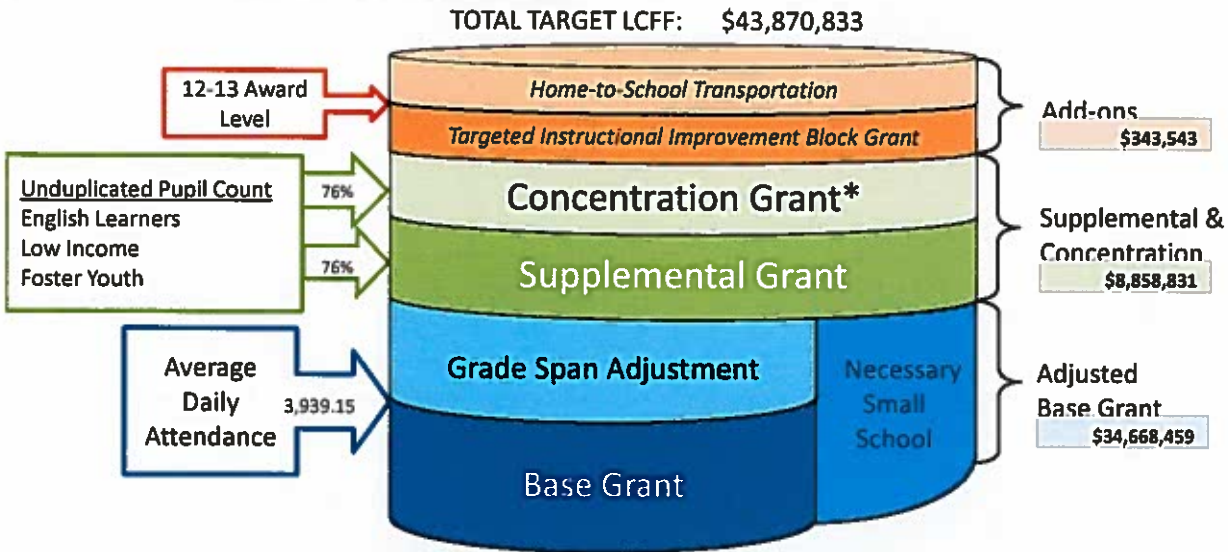 TOTAL TARGET LCFF: $43,870,833
12-13 Award
Level
Home-to-School Transportation
Targeted Instructional Improvement Block Grant
Add-ons
$343,543
Unduplicated Pupil Count
English Learners
Low Income
Foster Youth
76%
76%
Concentration Grant*
Supplemental Grant
Supplemental &
Concentration
$8,858,831
Average
Daily
Attendance
3,939.15
Grade Span Adjustment
Base Grant
Necessary
Small
School
Adjusted
Base Grant
$34,668,459